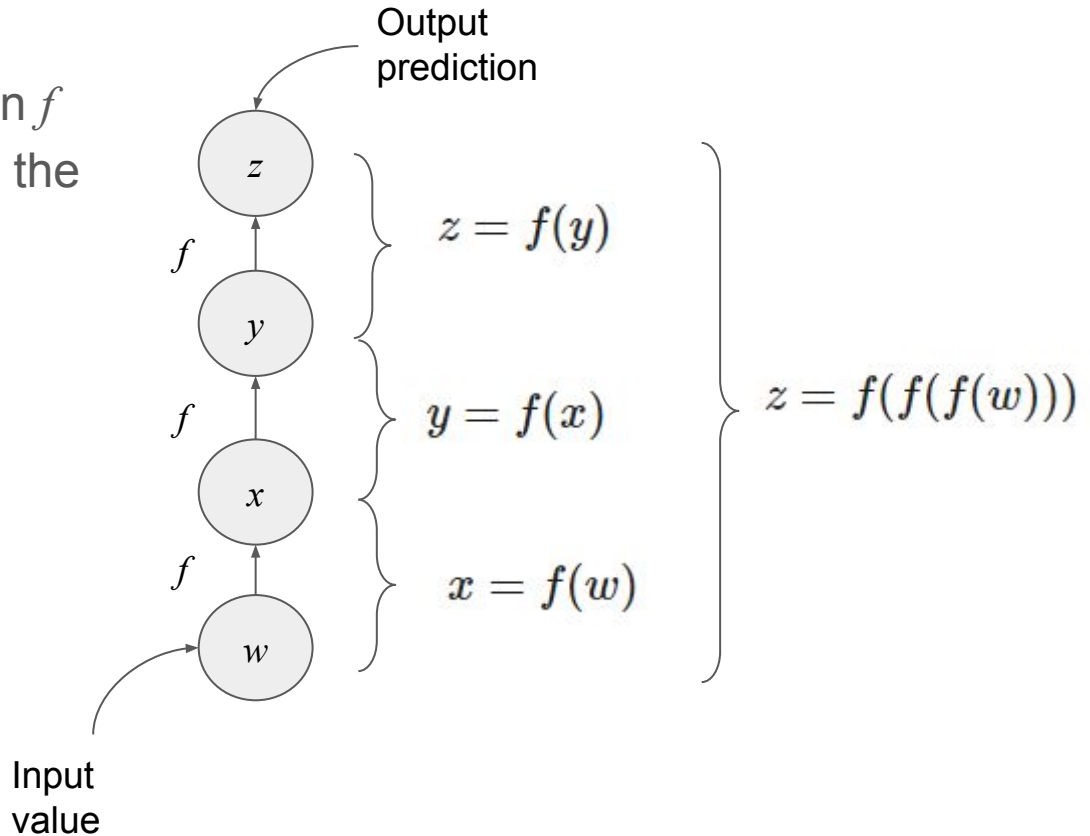 Output
prediction
n f
the
z
z = f(y)
f
y
z = f(f(f(w)))
f
y = f(x)
x
f
x = f(w)
w
Input
value